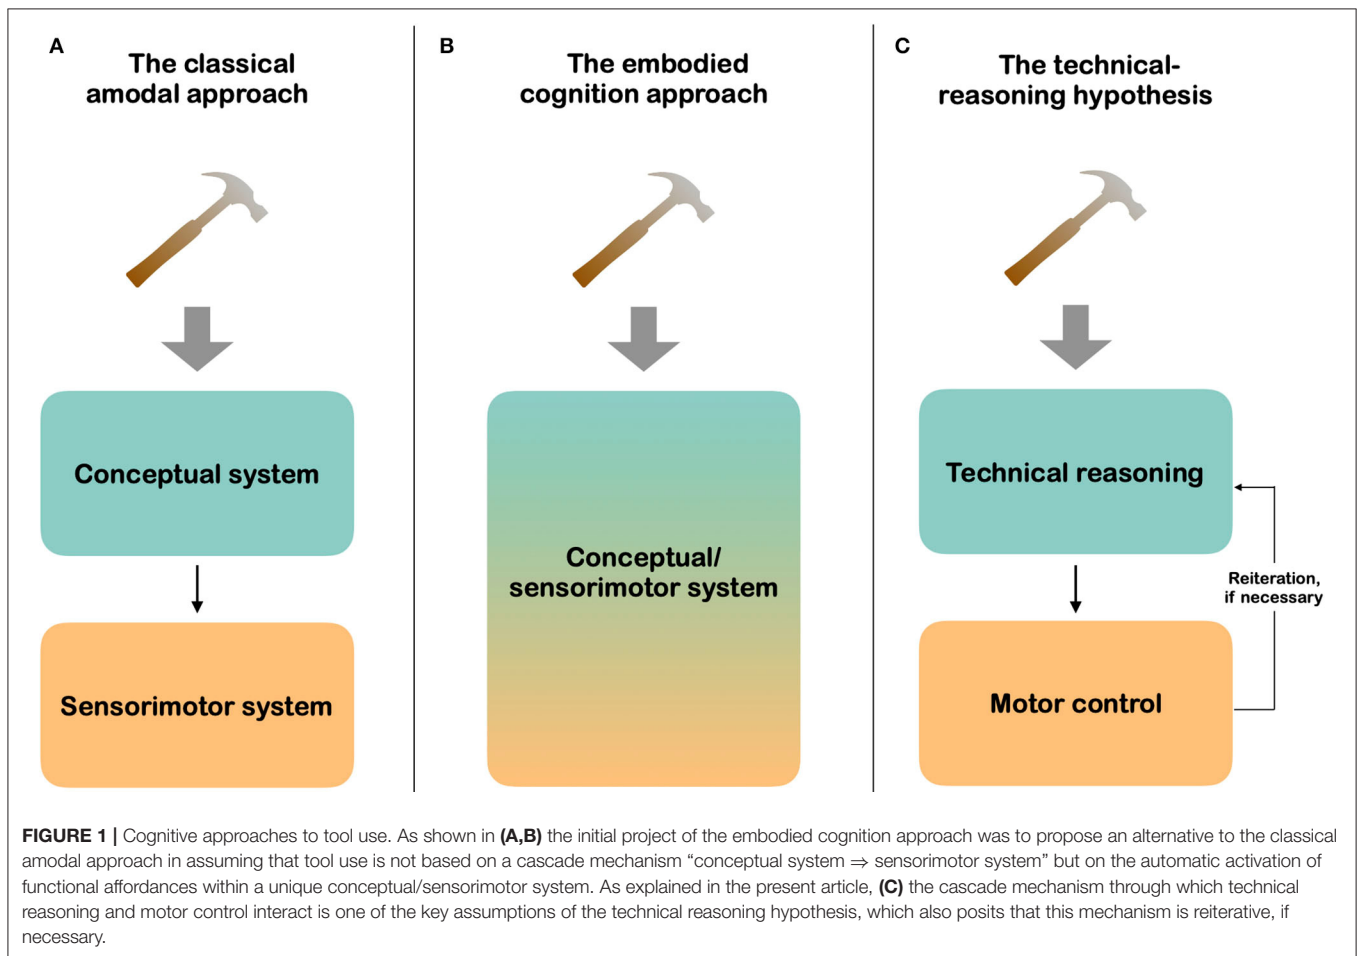 A
The classical
amodal approach
Conceptual system
Sensorimotor system
B
The embodied
cognition approach
Conceptual/
sensorimotor system
C
The technical-
reasoning hypothesis
Technical reasoning
Reiteration,
if necessary
Motor control
FIGURE 1 | Cognitive approaches to tool use. As shown in (A,B) the initial project of the embodied cognition approach was to propose an alternative to the classical
amodal approach in assuming that tool use is not based on a cascade mechanism “conceptual system ⇒ sensorimotor system” but on the automatic activation of
functional affordances within a unique conceptual/sensorimotor system. As explained in the present article, (C) the cascade mechanism through which technical
reasoning and motor control interact is one of the key assumptions of the technical reasoning hypothesis, which also posits that this mechanism is reiterative, if
necessary.